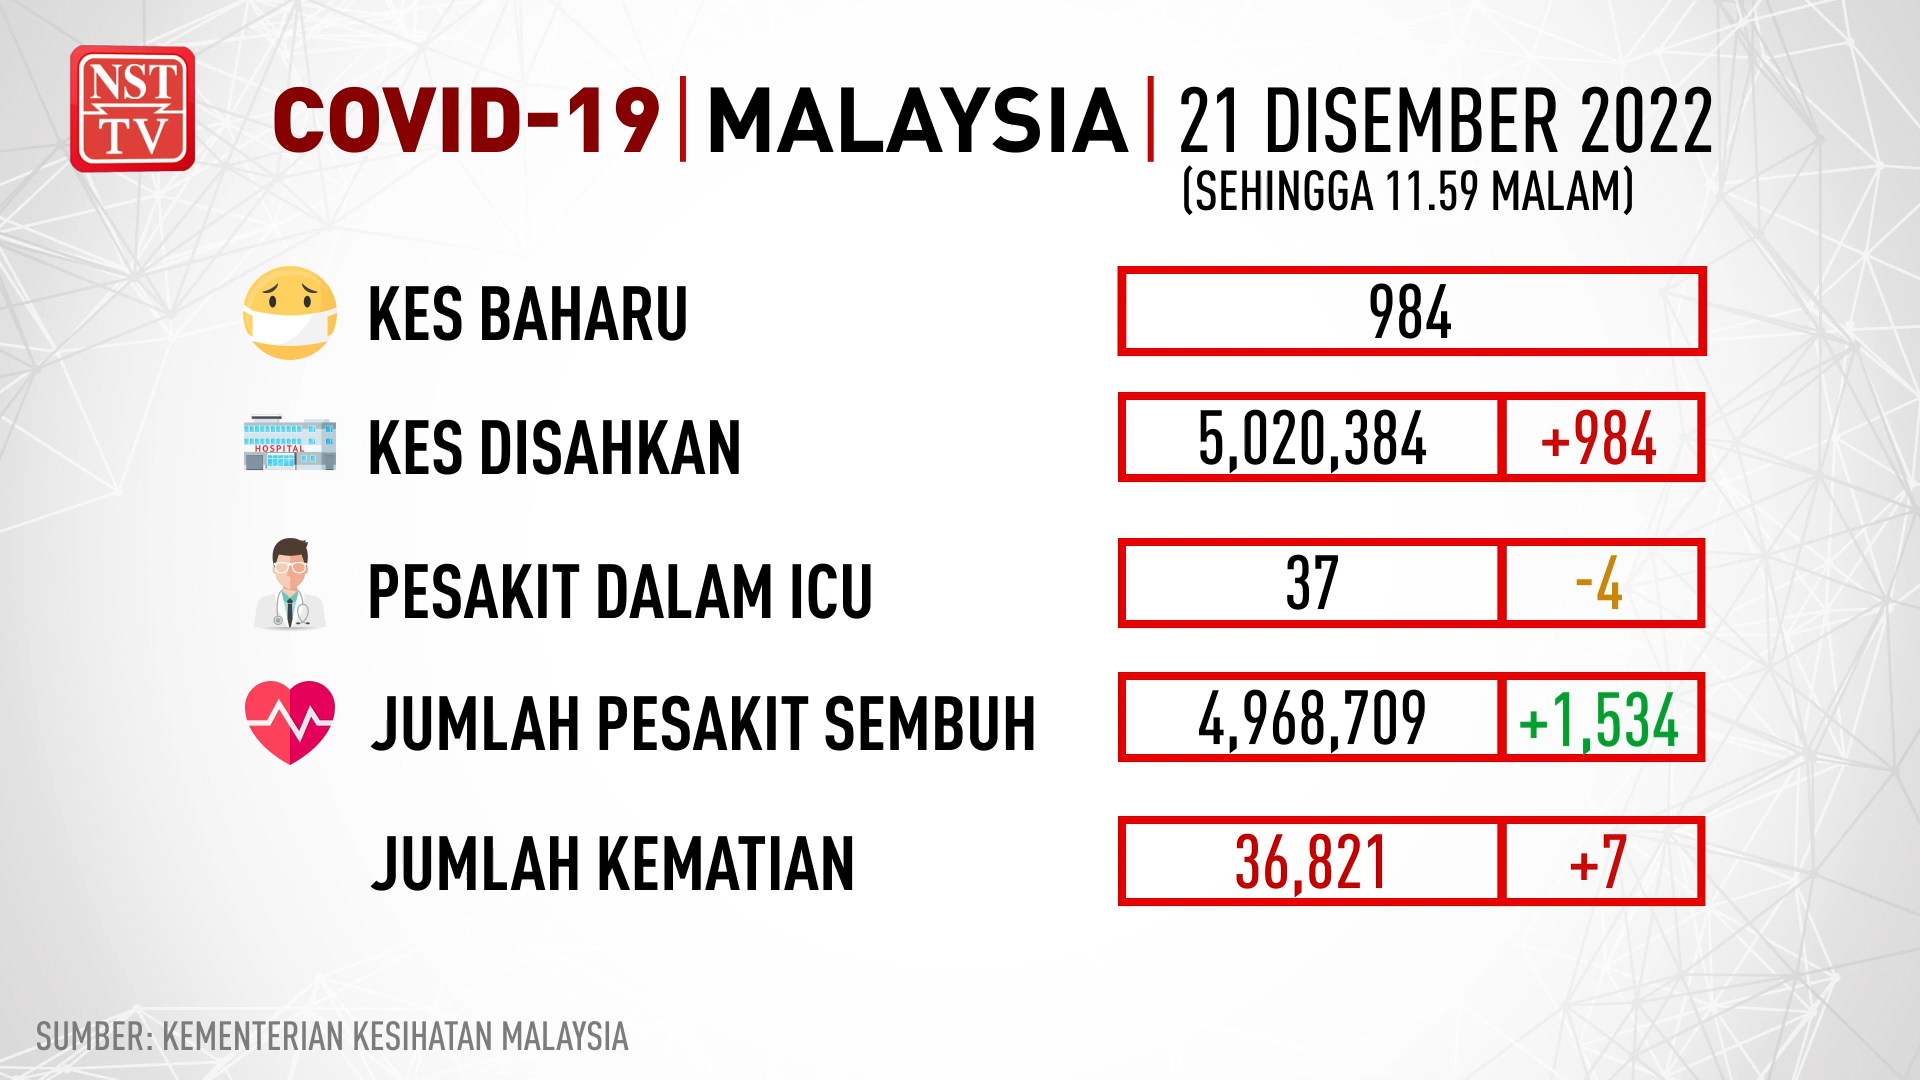 NST
TV
COVID-19 | MALAYSIA | 21 DISEMBER 2022
(SEHINGGA 11.59 MALAM)
KES BAHARU 984
HOSPITAL
KES DISAHKAN 5,020,384 +984
PESAKIT DALAM ICU 37 -4
JUMLAH PESAKIT SEMBUH 4,968,709 +1,534
JUMLAH KEMATIAN 36,821 +7
SUMBER: KEMENTERIAN KESIHATAN MALAYSIA